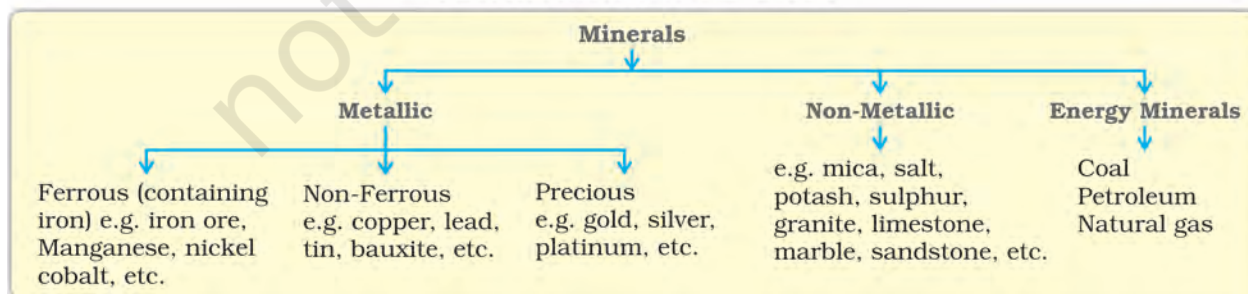 Minerals
Metallic
Non-Metallic
Energy Minerals
Ferrous (containing
iron) e.g. iron ore,
Manganese, nickel
cobalt, etc.
Non-Ferrous
e.g. copper, lead,
tin, bauxite, etc.
Precious
e.g. gold, silver,
platinum, etc.
e.g. mica, salt,
potash, sulphur,
granite, limestone,
marble, sandstone, etc.
Coal
Petroleum
Natural gas
not